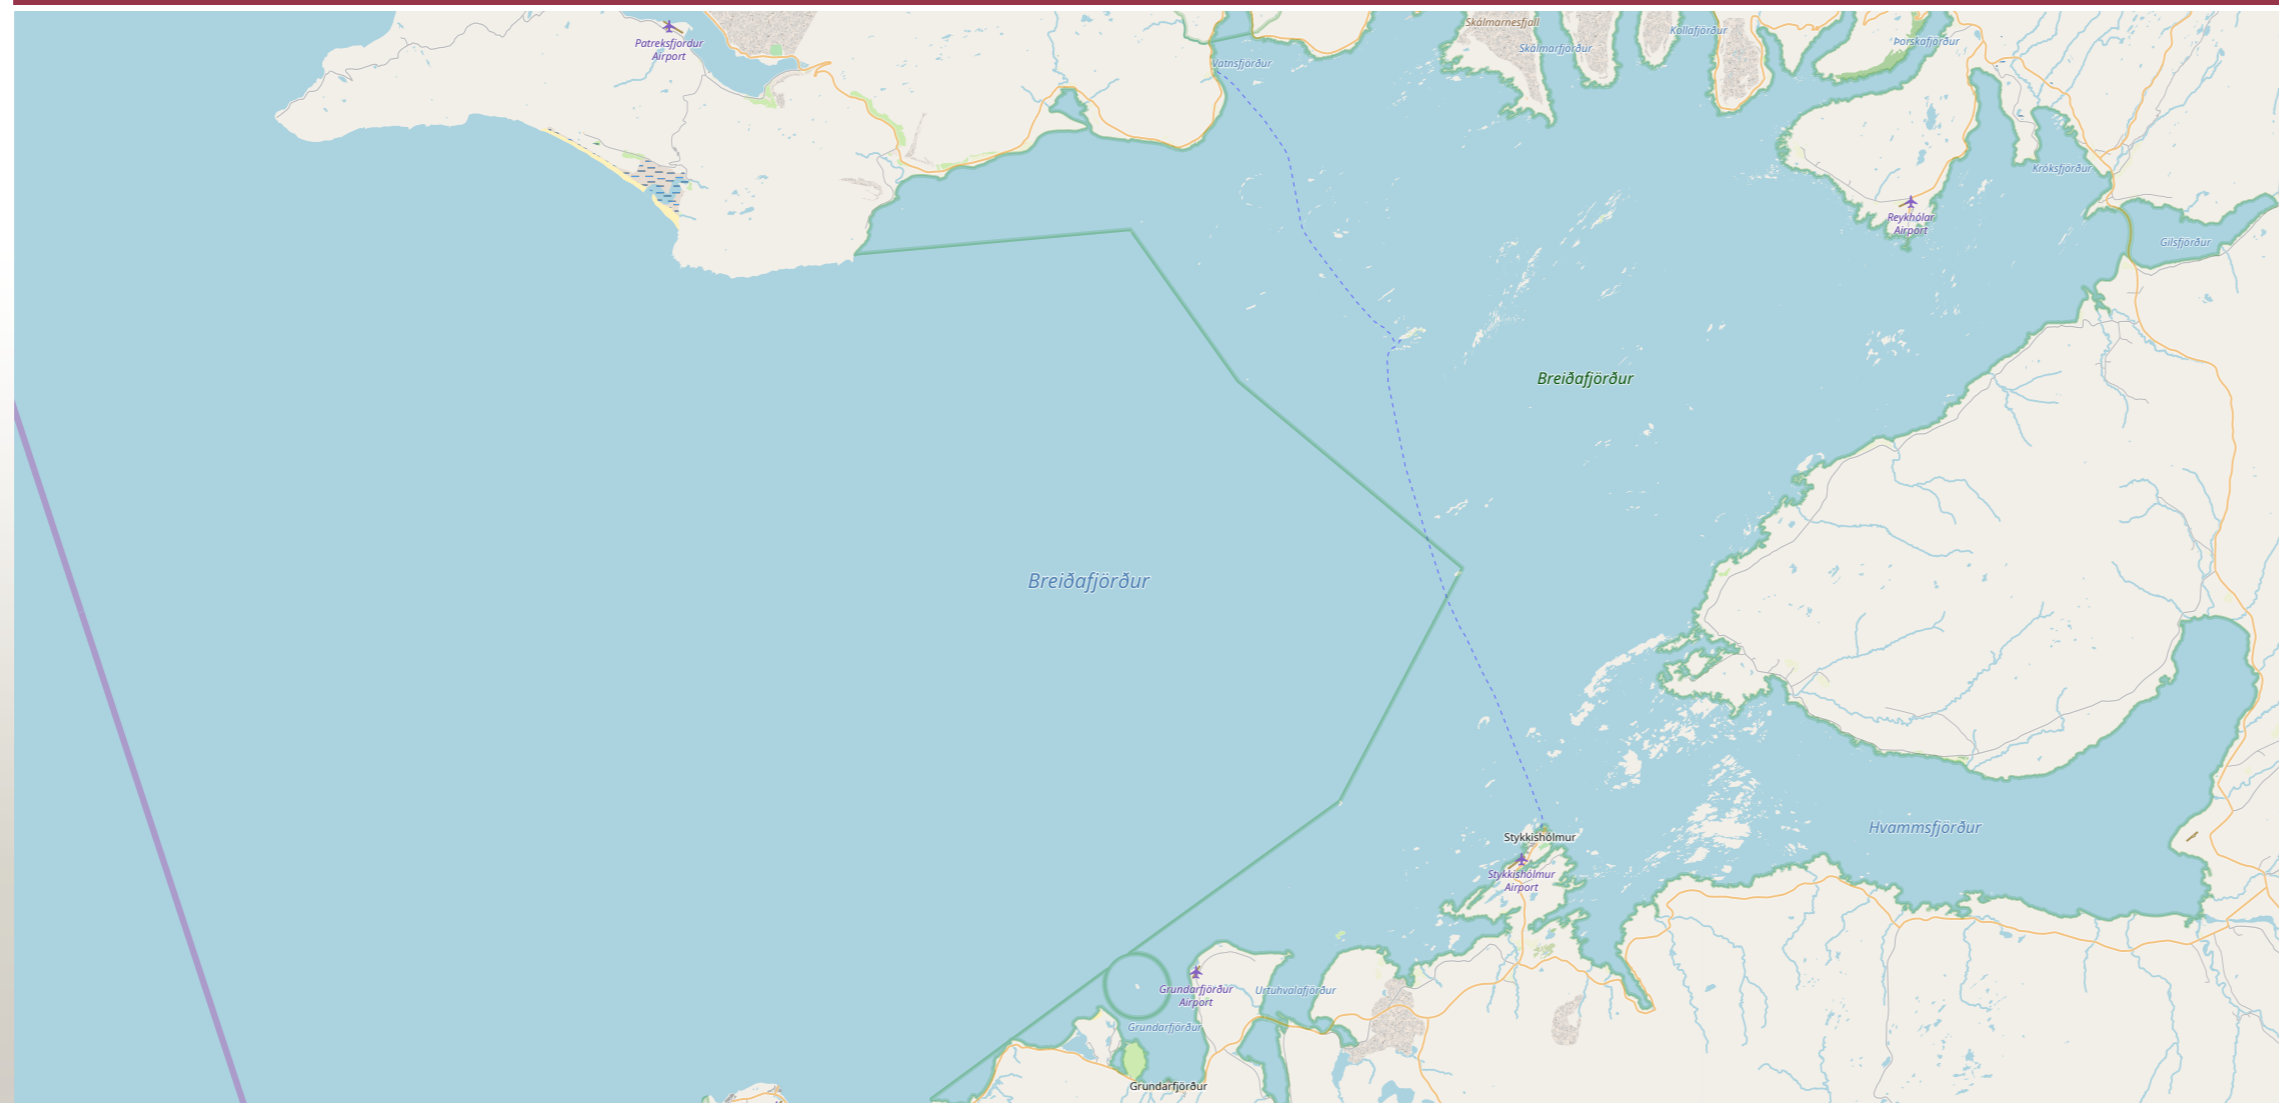 Skálmarnesfjall
Kollafjörður
Patreksfjordur
Airport
Skálmarfjörður
Þorskafjörður
Vatnsfjörður
Króksfjörður
Reykhólar
Airport
Gilsfjörður
Breiðafjörður
Breiðafjörður
Hvammsfjörður
Stykkishólmur
Stykkishólmur
Airport
Grundarfjörður
Airport
Urtuhvalafjörður
Grundarfjörður
Grundarfjörður